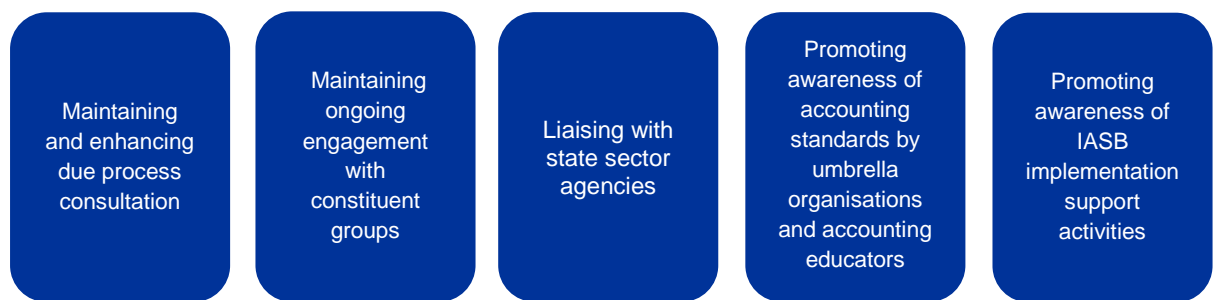 Maintaining
and enhancing
due process
consultation
Maintaining
ongoing
engagement
with
constituent
groups
Liaising with
state sector
agencies
Promoting
awareness of
accounting
standards by
umbrella
organisations
and accounting
educators
Promoting
awareness of
IASB
implementation
support
activities